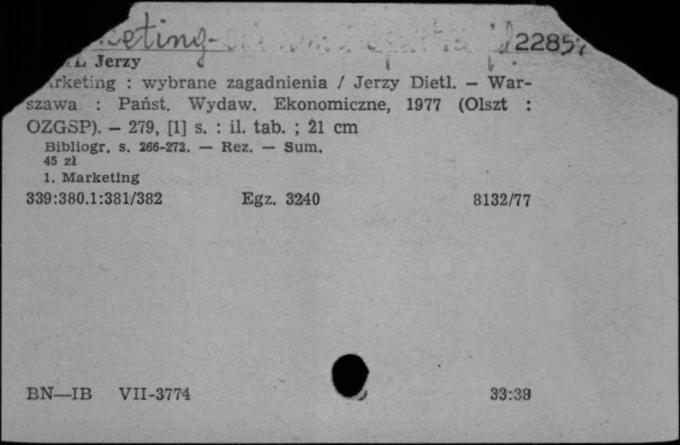 keting- 2285
Jerzy
rketing : wybrane zagadnienia / Jerzy Dietl. — War-
szawa : Państ. Wydaw. Ekonomiczne, 1977 (Olszt :
OZGSP). — 279, [1] s. : il. tab. ; 21 cm
Bibliogr. s. 266-272. — Rez. — Sum.
45 zł
1. Marketing
339:380.1:381/382 Egz. 3240 8132/77
BN—IB VII-3774 33:38